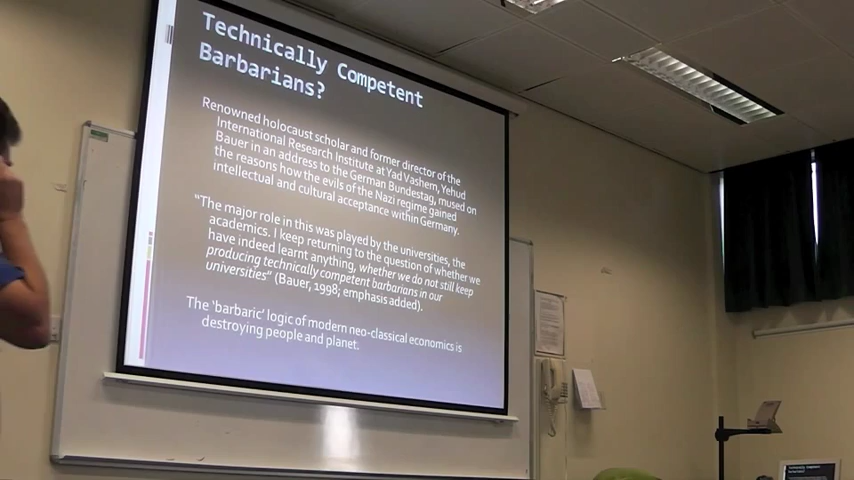 Technically Competent
Barbarians?
Renowned holocaust scholar and former director of the
International Research Institute at Yad Vashem, Yehud
Bauer in an address to the German Bundestag, mused on
the reasons how the evils of the Nazi regime gained
intellectual and cultural acceptance within Germany.
“The major role in this was played by the universities, the
academics. I keep returning to the question of whether we
have indeed learnt anything, whether we do not still keep
producing technically competent barbarians in our
universities” (Bauer, 1998; emphasis added).
The ‘barbaric’ logic of modern neo-classical economics is
destroying people and planet.
Technically Competent
Barbarians?